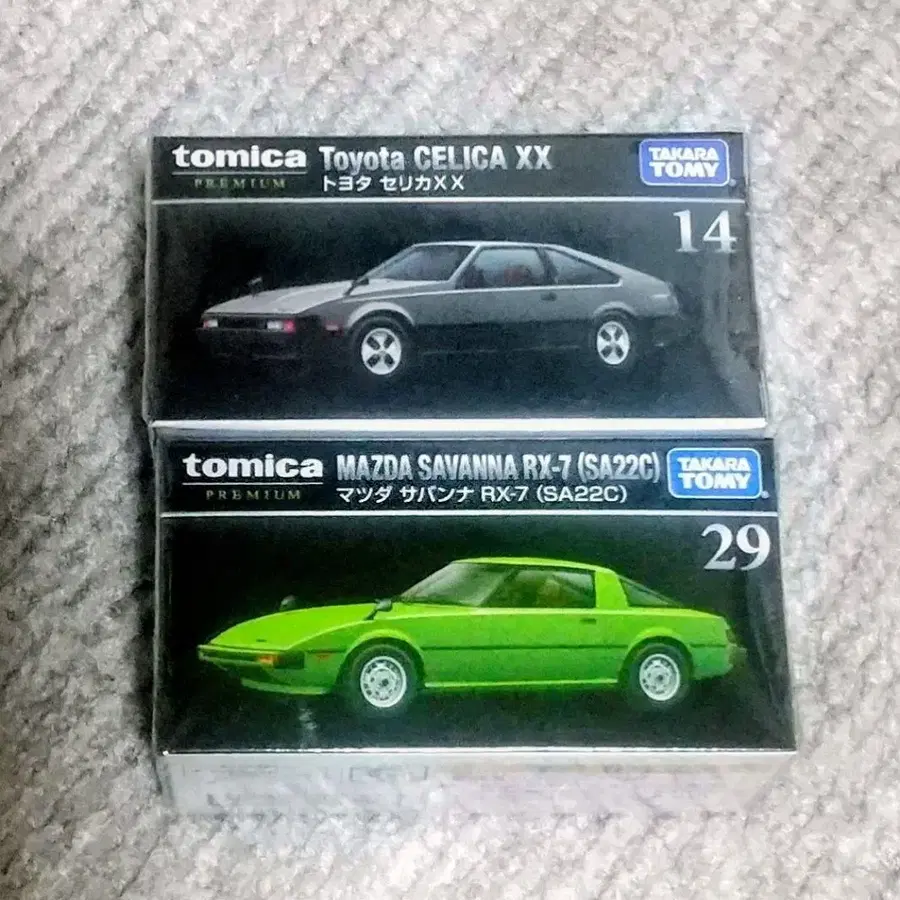 tomica
PREMIUM
Toyota CELICA XX
トヨタ セリカXX
TAKARA
TOMY
14
tomica
PREMIUM
MAZDA SAVANNA RX-7 (SA22C)
マツダ サバンナ RX-7 (SA22C)
TAKARA
TOMY
29